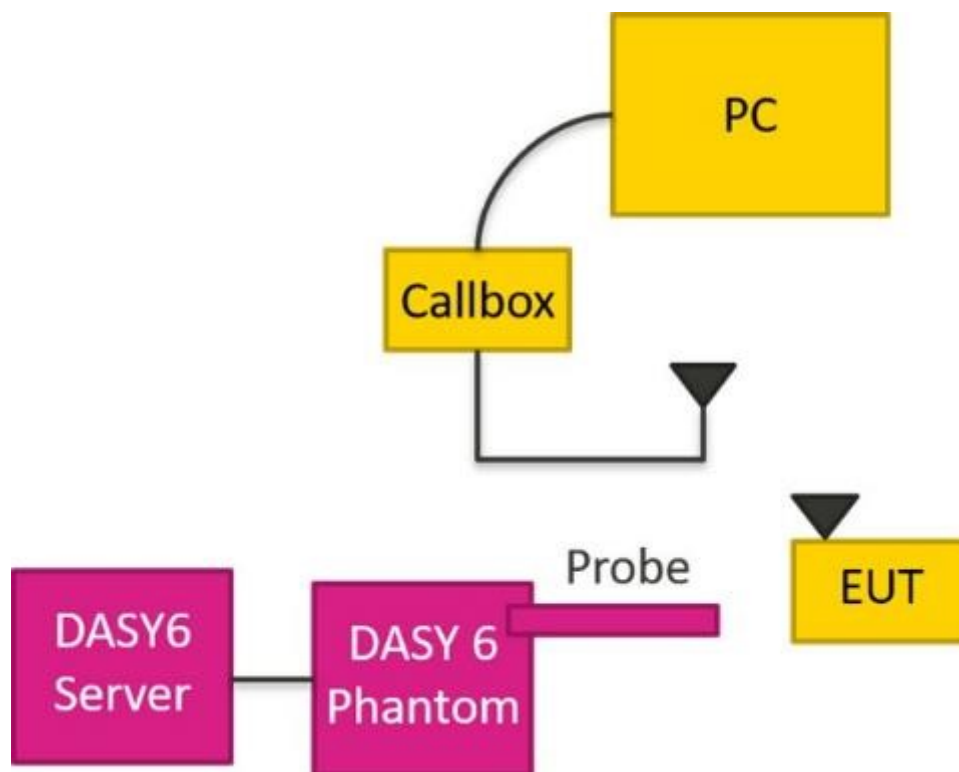 PC
Callbox
Probe
EUT
DASY6
Server
DASY 6
Phantom